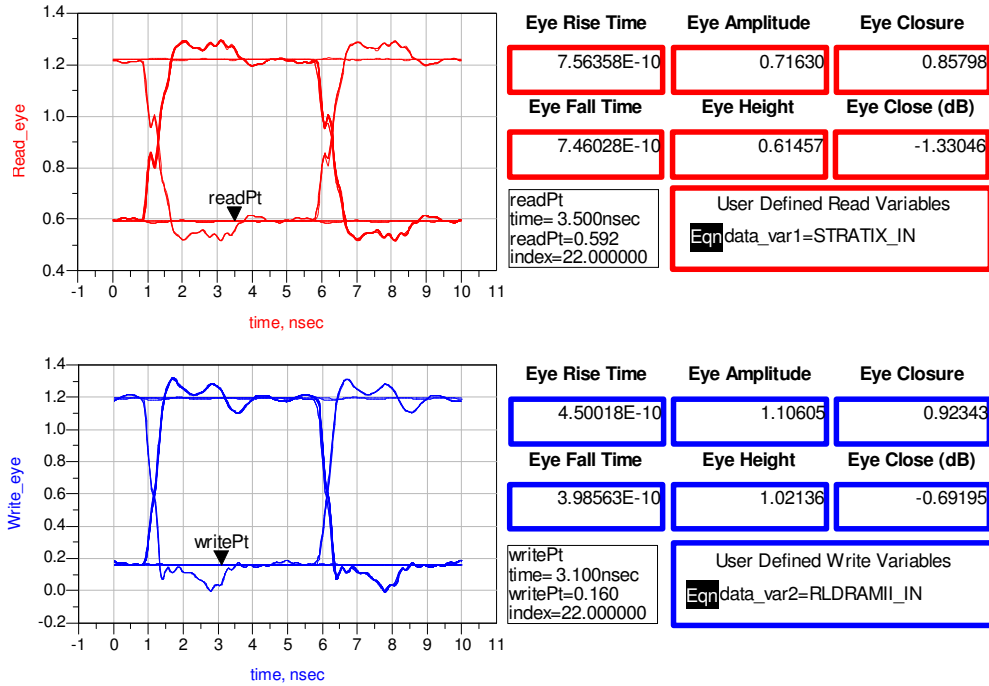 1.4
1.2
1.0
0.8
0.6
0.4
Read_eye
readPt
-1 0 1 2 3 4 5 6 7 8 9 10 11
time, nsec
Eye Rise Time Eye Amplitude Eye Closure
7.56358E-10 0.71630 0.85798
Eye Fall Time Eye Height Eye Close (dB)
7.46028E-10 0.61457 -1.33046
readPt
time= 3.500nsec
readPt=0.592
index=22.000000
User Defined Read Variables
Eqn data_var1=STRATIX_IN
1.4
1.2
1.0
0.8
0.6
0.4
0.2
0.0
-0.2
Write_eye
writePt
-1 0 1 2 3 4 5 6 7 8 9 10 11
time, nsec
Eye Rise Time Eye Amplitude Eye Closure
4.50018E-10 1.10605 0.92343
Eye Fall Time Eye Height Eye Close (dB)
3.98563E-10 1.02136 -0.69195
writePt
time= 3.100nsec
writePt=0.160
index=22.000000
User Defined Write Variables
Eqn data_var2=RLDRAMII_IN